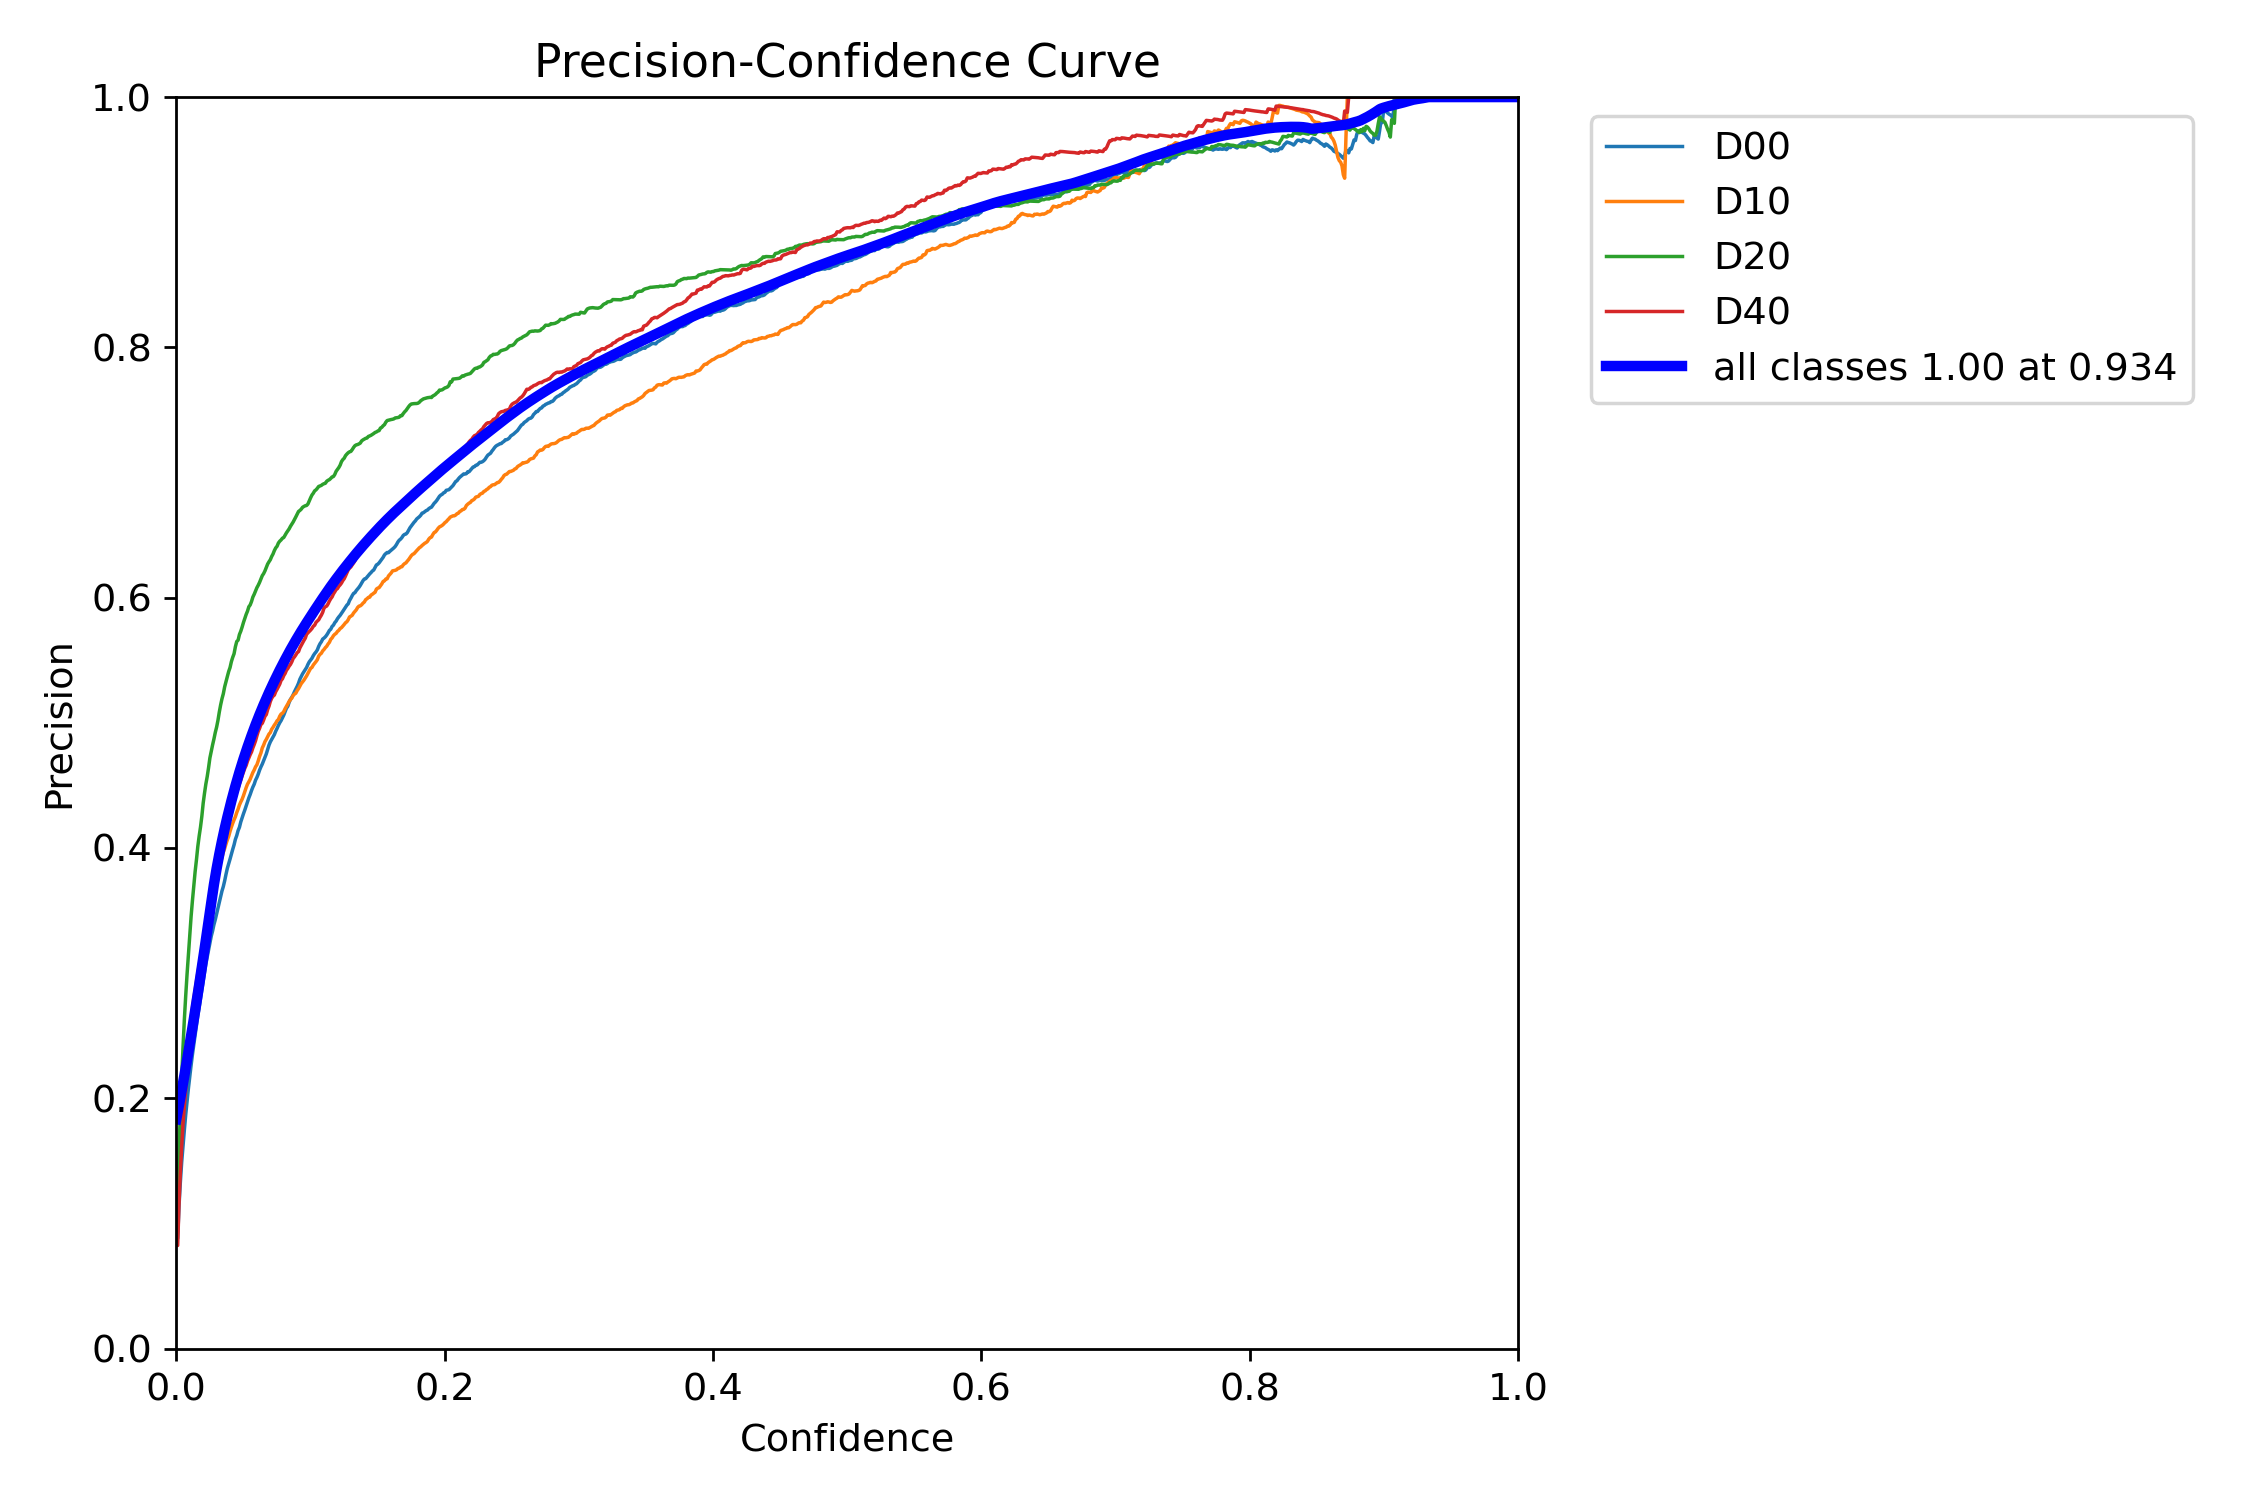 Precision-Confidence Curve
1.0
0.8
0.6
0.4
0.2
0.0
Precision
0.0 0.2 0.4 0.6 0.8 1.0
Confidence
D00
D10
D20
D40
all classes 1.00 at 0.934